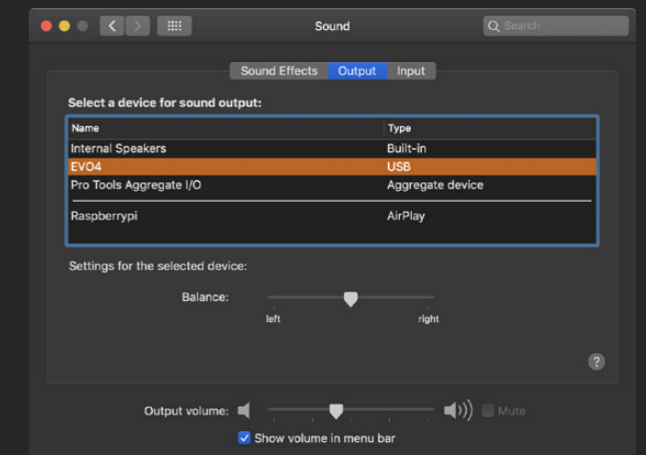 Sound
Search
Sound Effects Output Input
Select a device for sound output:
Name Type
Internal Speakers Built-in
EVO4 USB
Pro Tools Aggregate I/O Aggregate device
Raspberrypi AirPlay
Settings for the selected device:
Balance:
left right
?
Output volume: Mute
Show volume in menu bar